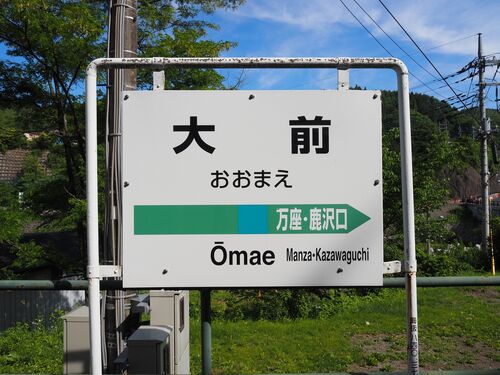 大前
おおまえ
万座・鹿沢口
Ōmae Manza-Kazawaguchi